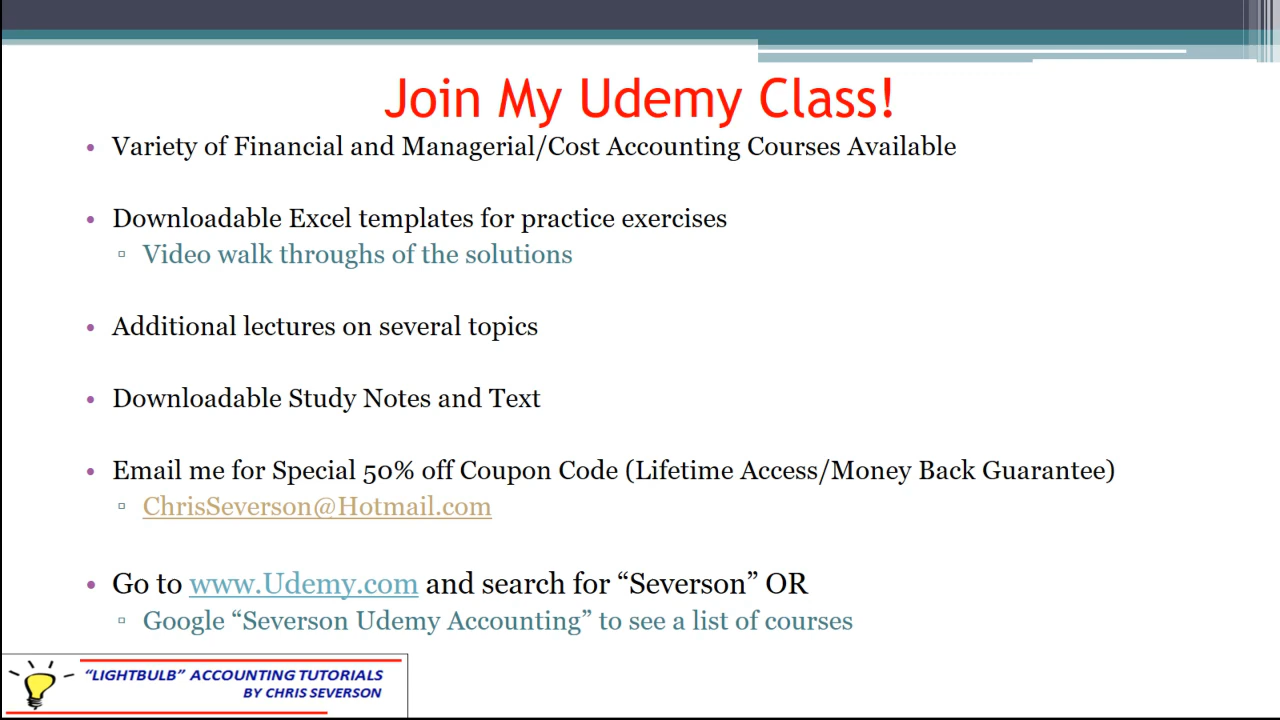 Join My Udemy Class!
• Variety of Financial and Managerial/Cost Accounting Courses Available
• Downloadable Excel templates for practice exercises
▫ Video walk throughs of the solutions
• Additional lectures on several topics
• Downloadable Study Notes and Text
• Email me for Special 50% off Coupon Code (Lifetime Access/Money Back Guarantee)
▫ ChrisSeverson@Hotmail.com
• Go to www.Udemy.com and search for “Severson” OR
▫ Google “Severson Udemy Accounting” to see a list of courses
“LIGHTBULB” ACCOUNTING TUTORIALS
BY CHRIS SEVERSON